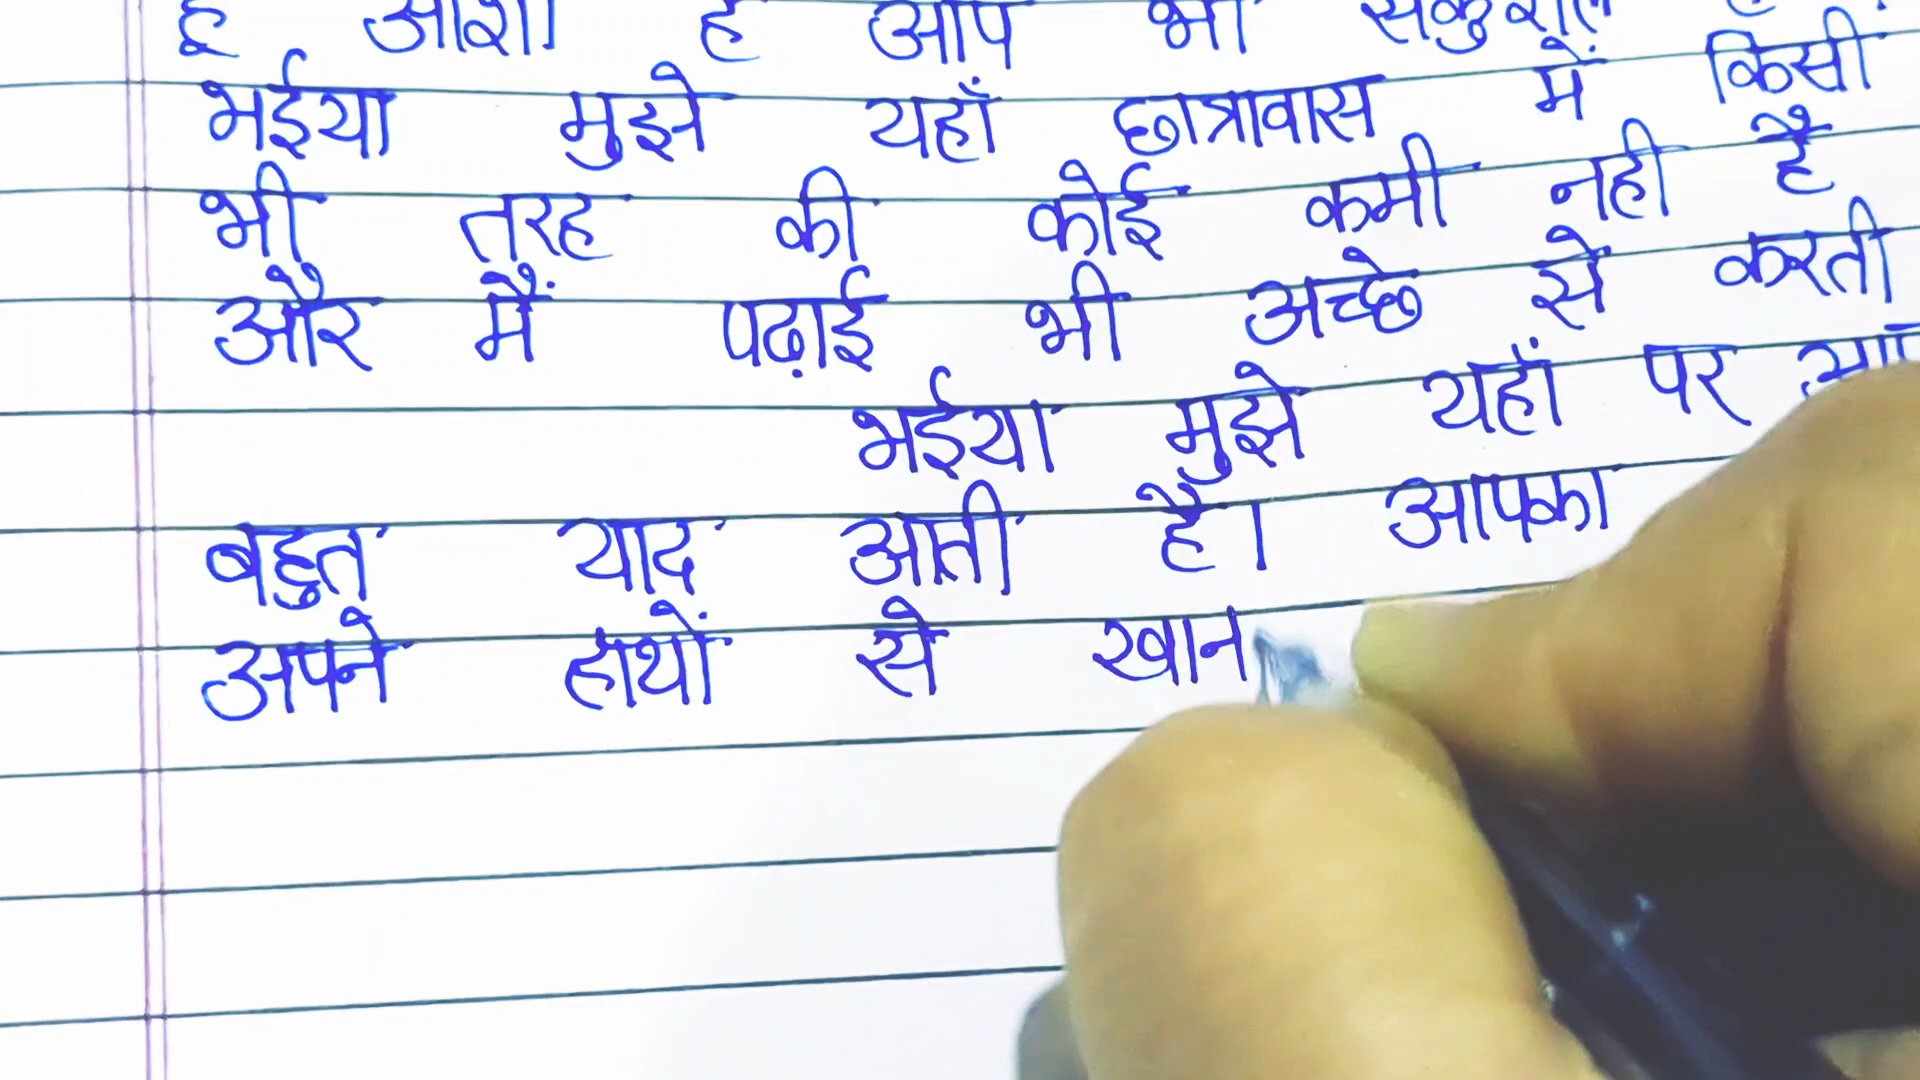 हूँ आशा है आप भी सकुशल
भईया मुझे यहाँ छात्रावास में किसी
भी तरह की कोई कमी नही है
और मैं पढ़ाई भी अच्छे से करती
भईया मुझे यहाँ पर
बहुत याद आती है। आपका
अपने हाथों से खान